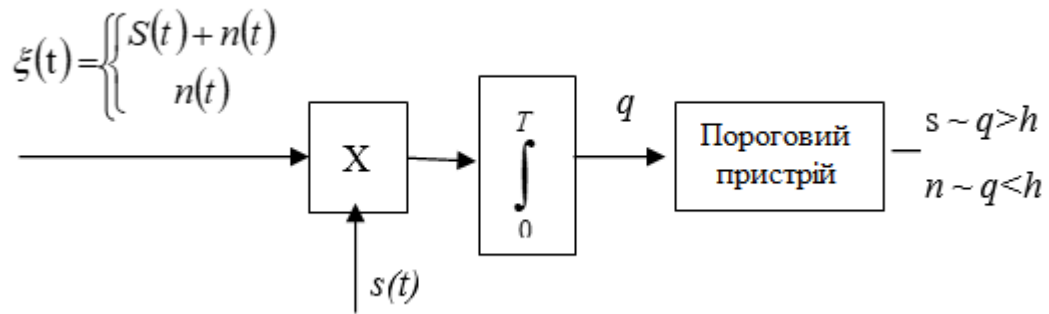 ξ(t)={{S(t)+n(t)
n(t)
X
T
∫
0
q
Пороговий
пристрій
s ~ q>h
n ~ q<h
s(t)